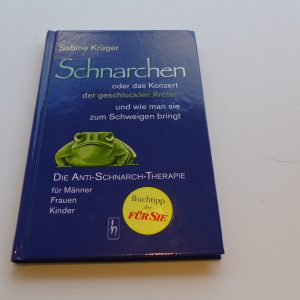 Sabine Krüger
Schnarchen
oder das Konzert
der geschluckten Kröten
und wie man sie
zum Schweigen bringt
DIE ANTI-SCHNARCH-THERAPIE
für Männer
Frauen
Kinder
Buchtipp
der
FÜR SIE
h